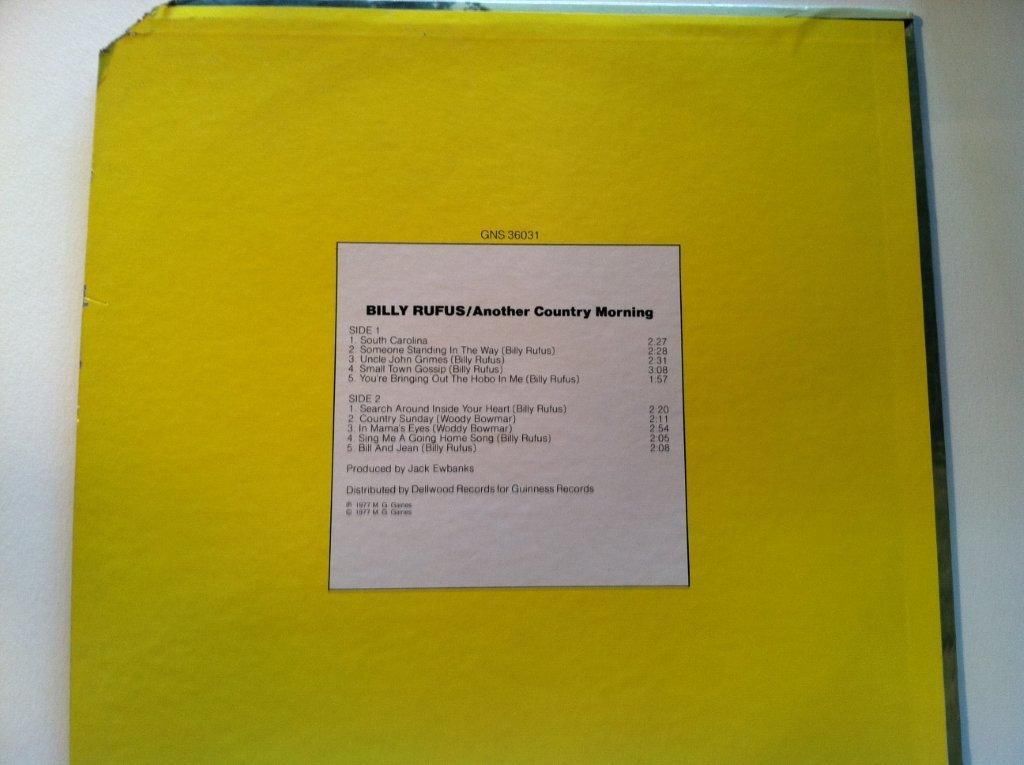 GNS 36031
BILLY RUFUS/Another Country Morning
SIDE 1
1. South Carolina 2:27
2. Someone Standing In The Way (Billy Rufus) 2:28
3. Uncle John Grimes (Billy Rufus) 2:31
4. Small Town Gossip (Billy Rufus) 3:08
5. You're Bringing Out The Hobo In Me (Billy Rufus) 1:57
SIDE 2
1. Search Around Inside Your Heart (Billy Rufus) 2:20
2. Country Sunday (Woody Bowmar) 2:11
3. In Mama's Eyes (Woddy Bowmar) 2:54
4. Sing Me A Going Home Song (Billy Rufus) 2:05
5. Bill And Jean (Billy Rufus) 2:08
Produced by Jack Ewbanks
Distributed by Dellwood Records for Guinness Records
℗ 1977 M. G. Gaines
© 1977 M. G. Gaines